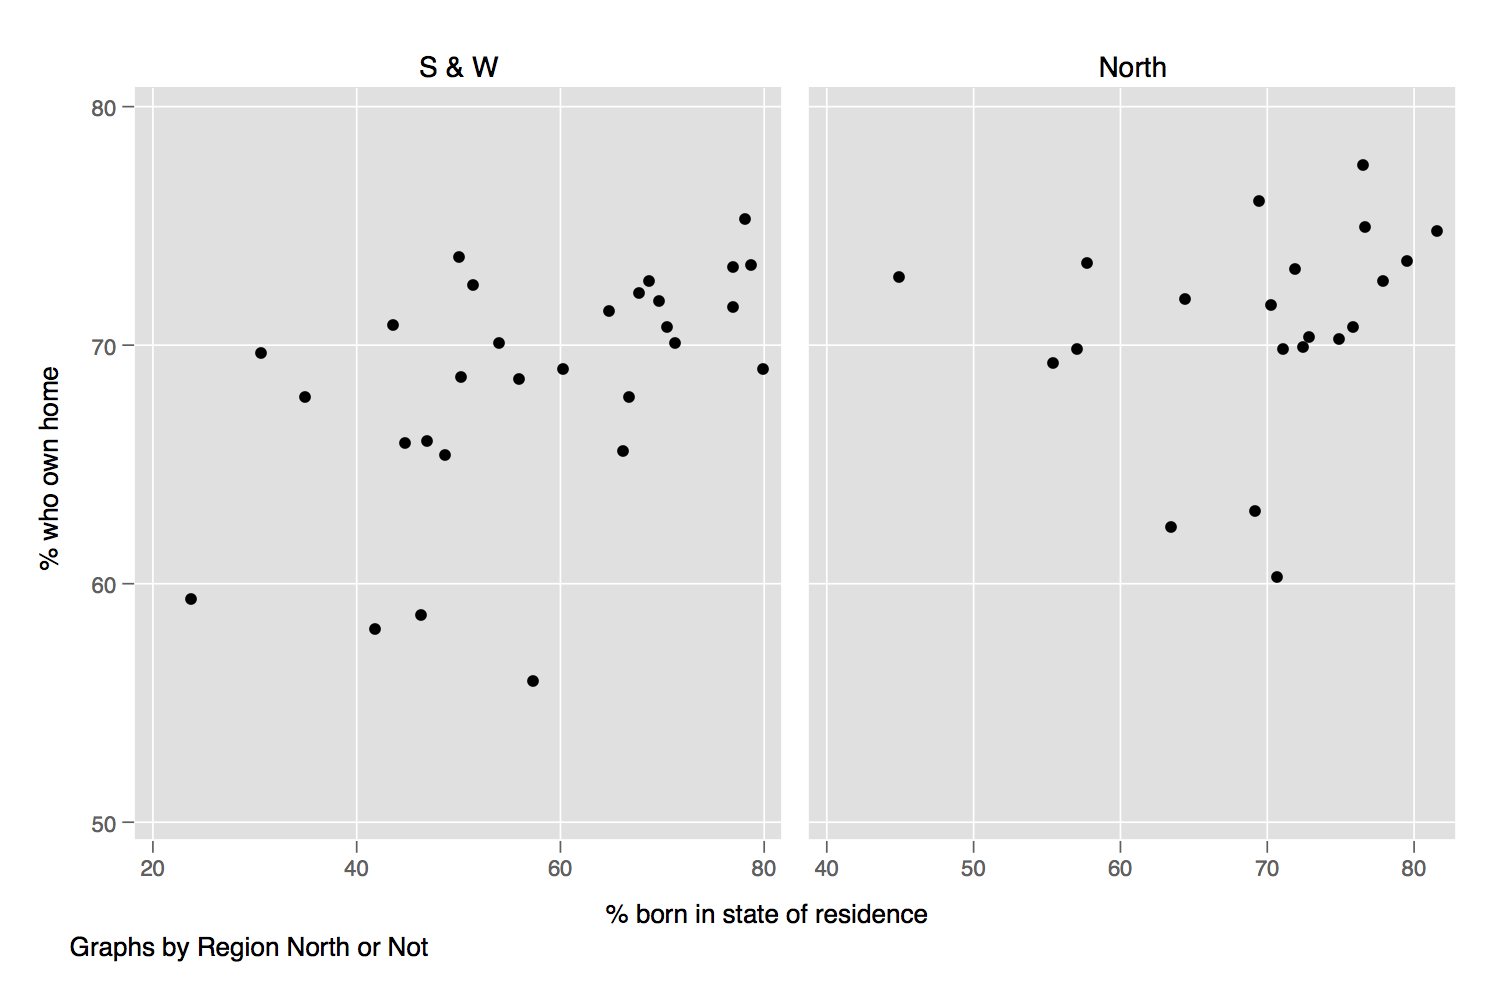 S & W
North
80
70
60
50
% who own home
20 40 60 80
40 50 60 70 80
% born in state of residence
Graphs by Region North or Not